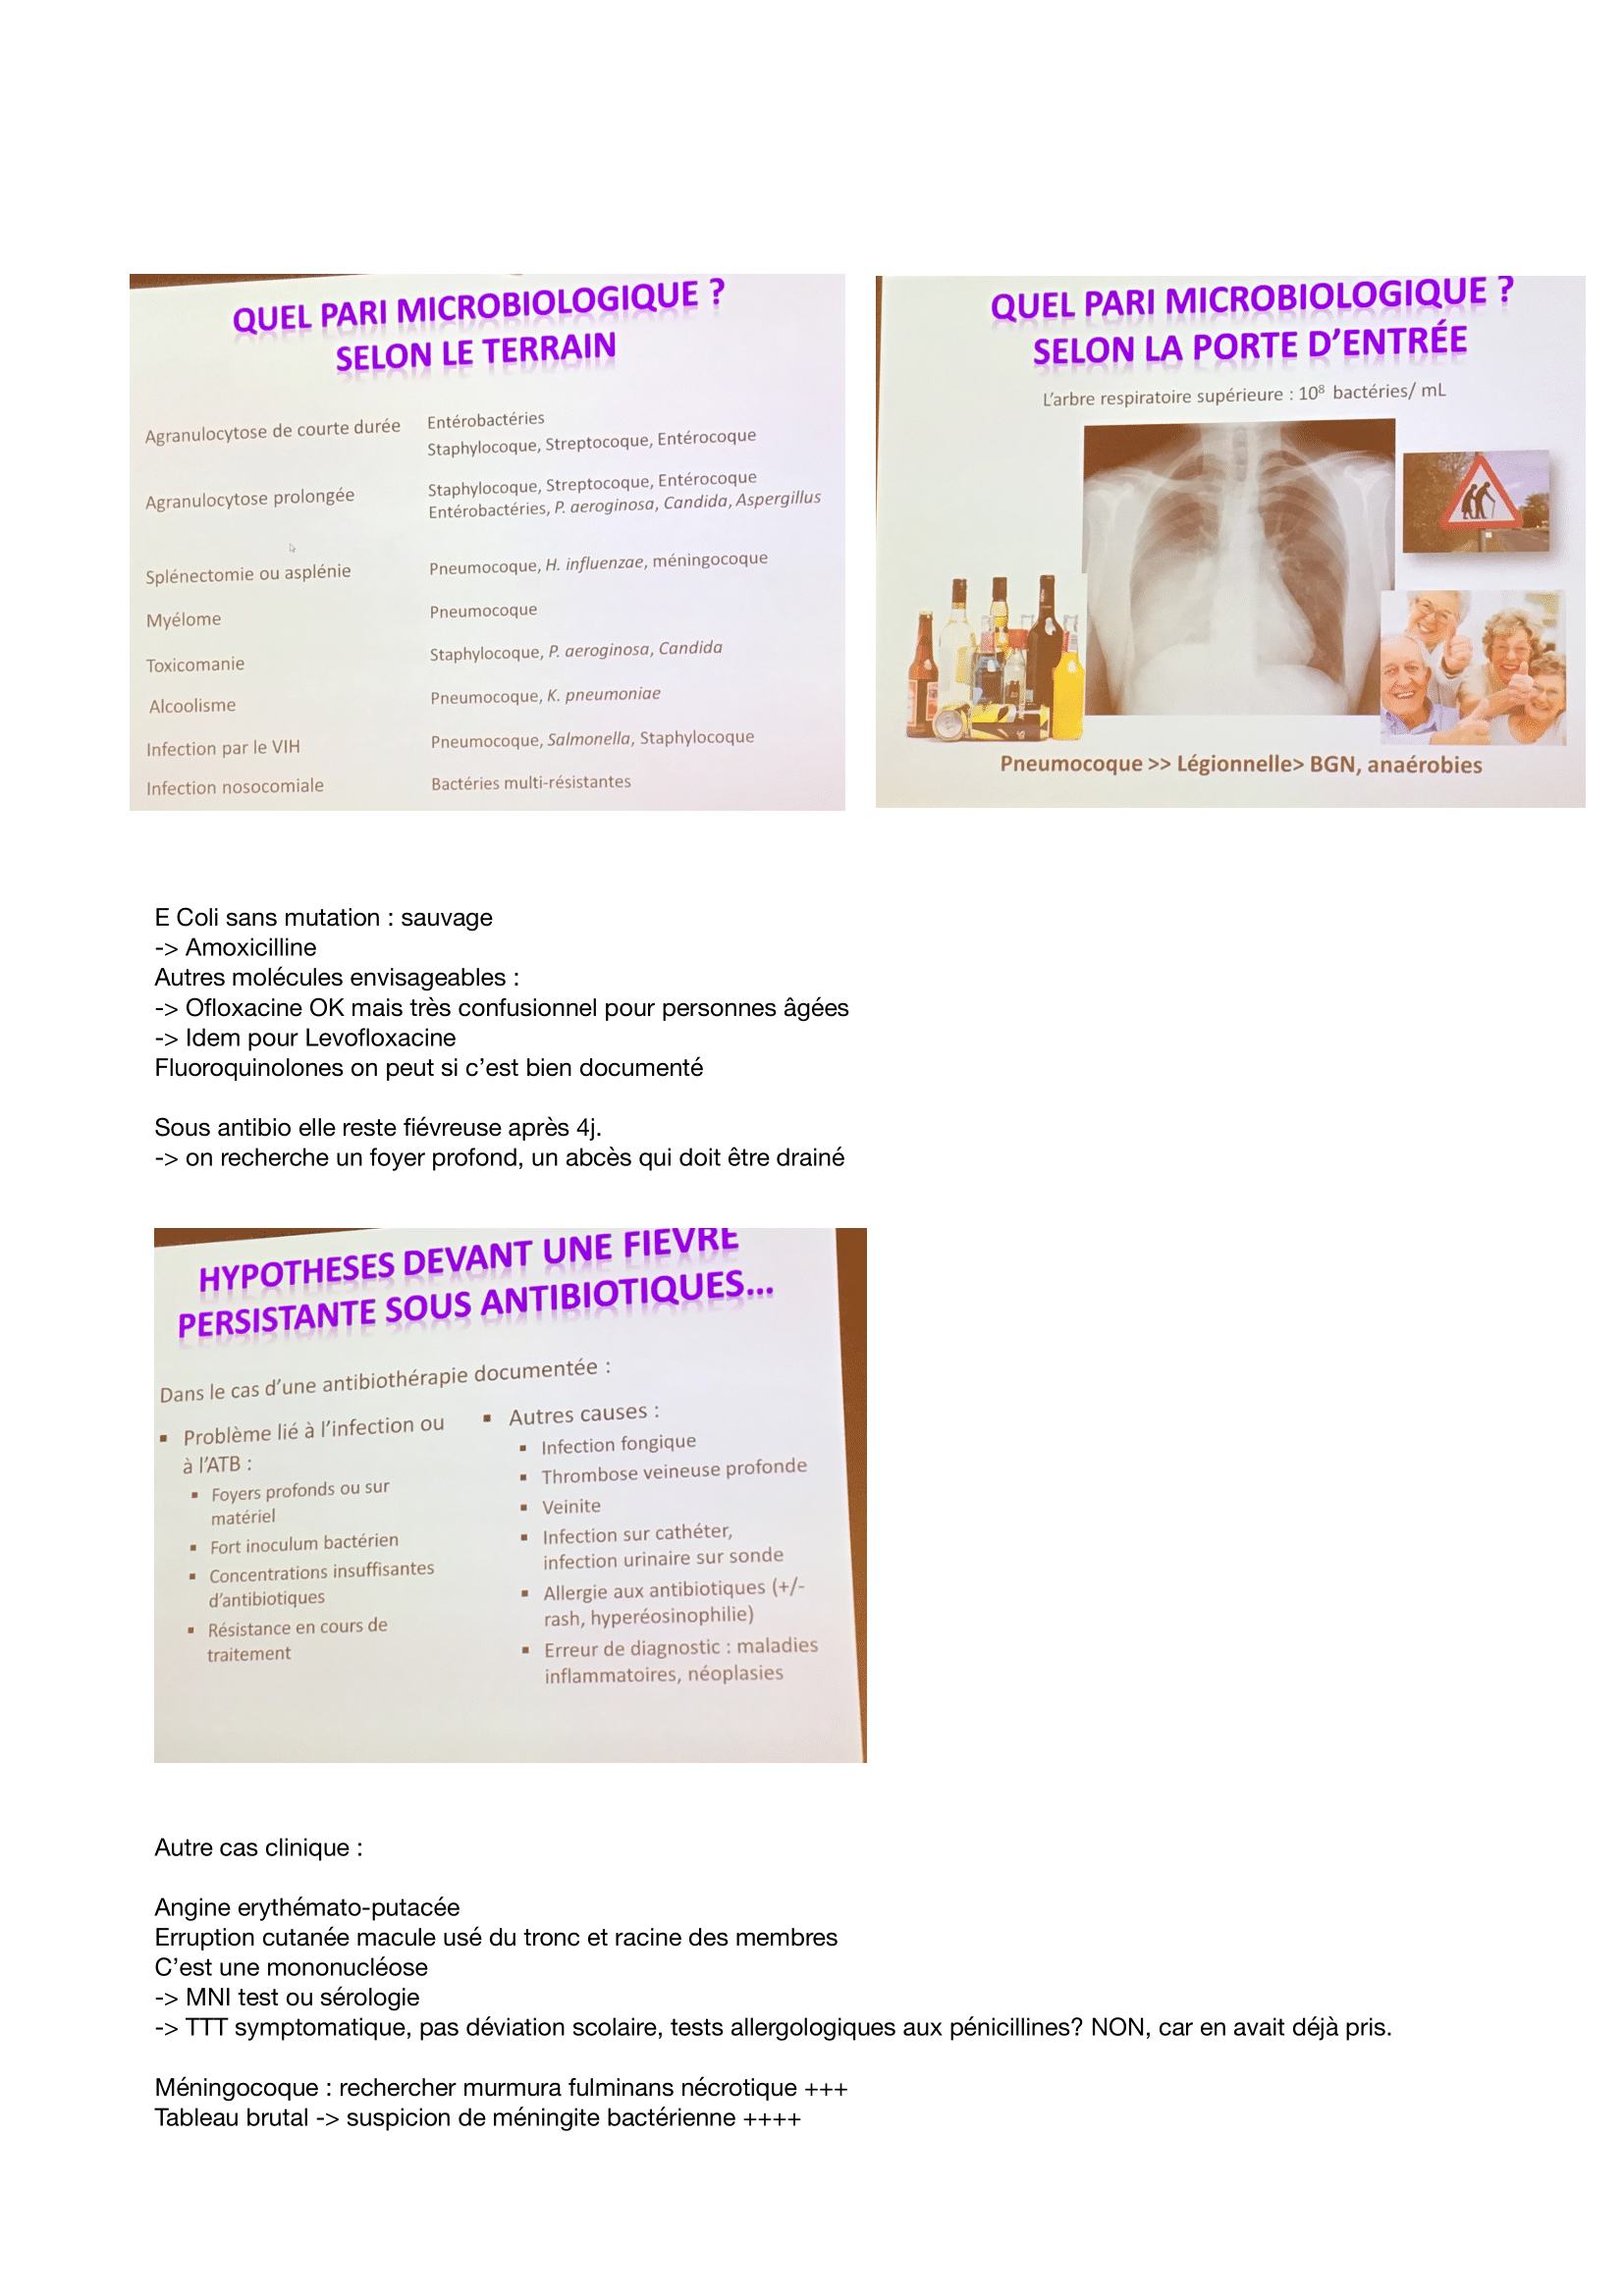 QUEL PARI MICROBIOLOGIQUE ?
SELON LE TERRAIN
Agranulocytose de courte durée
Entérobactéries
Staphylocoque, Streptocoque, Entérocoque
Agranulocytose prolongée
Staphylocoque, Streptocoque, Entérocoque
Entérobactéries, P. aeruginosa, Candida, Aspergillus
Splénectomie ou asplénie
Pneumocoque, H. influenzae, méningocoque
Myélome
Pneumocoque
Toxicomanie
Staphylocoque, P. aeroginosa, Candida
Alcoolisme
Pneumocoque, K. pneumoniae
Infection par le VIH
Pneumocoque, Salmonella, Staphylocoque
Infection nosocomiale
Bactéries multi-résistantes
QUEL PARI MICROBIOLOGIQUE ?
SELON LA PORTE D'ENTRÉE
L'arbre respiratoire supérieure : 10⁸ bactéries/ mL
Pneumocoque >> Légionnelle> BGN, anaérobies
E Coli sans mutation : sauvage
-> Amoxicilline
Autres molécules envisageables :
-> Ofloxacine OK mais très confusionnel pour personnes âgées
-> Idem pour Levofloxacine
Fluoroquinolones on peut si c'est bien documenté
Sous antibio elle reste fiévreuse après 4j.
-> on recherche un foyer profond, un abcès qui doit être drainé
HYPOTHESES DEVANT UNE FIEVRE
PERSISTANTE SOUS ANTIBIOTIQUES...
Dans le cas d'une antibiothérapie documentée :
▪ Problème lié à l'infection ou
à l'ATB :
▪ Foyers profonds ou sur
matériel
▪ Fort inoculum bactérien
▪ Concentrations insuffisantes
d'antibiotiques
▪ Résistance en cours de
traitement
▪ Autres causes :
▪ Infection fongique
▪ Thrombose veineuse profonde
▪ Veinite
▪ Infection sur cathéter,
infection urinaire sur sonde
▪ Allergie aux antibiotiques (+/-
rash, hyperéosinophilie)
▪ Erreur de diagnostic : maladies
inflammatoires, néoplasies
Autre cas clinique :
Angine erythémato-putacée
Erruption cutanée macule usé du tronc et racine des membres
C'est une mononucléose
-> MNI test ou sérologie
-> TTT symptomatique, pas déviation scolaire, tests allergologiques aux pénicillines? NON, car en avait déjà pris.
Méningocoque : rechercher murmura fulminans nécrotique +++
Tableau brutal -> suspicion de méningite bactérienne ++++